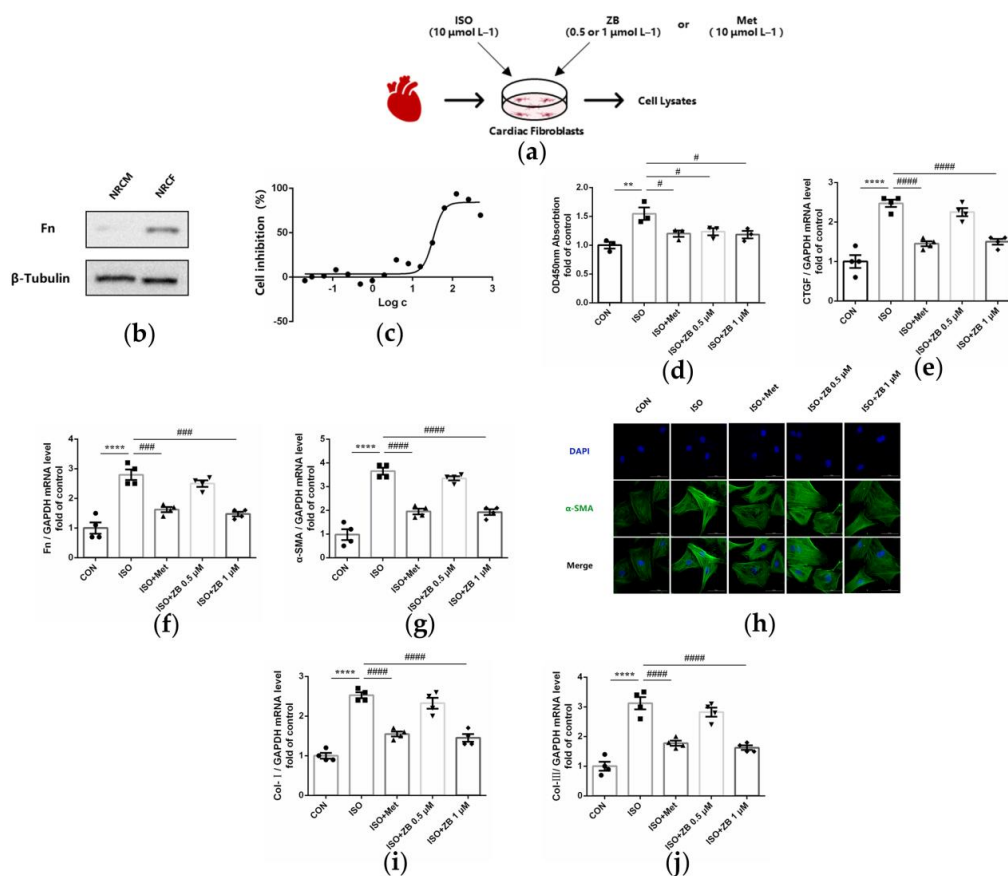 ISO
(10 μmol L–1)
ZB
(0.5 or 1 μmol L–1)
or
Met
( 10 μmol L–1 )
Cardiac Fibroblasts
Cell Lysates
(a)
NRCM
NRCF
Fn
β-Tubulin
(b)
Cell inhibition (%)
150
100
50
0
-50
-2
-1
0
1
2
3
Log c
(c)
OD450nm Absorbtion
fold of control
2.0
1.5
1.0
0.5
0.0
**
#
#
#
CON
ISO
ISO+Met
ISO+ZB 0.5 μM
ISO+ZB 1 μM
(d)
CTGF / GAPDH mRNA level
fold of control
3
2
1
0
****
####
####
CON
ISO
ISO+Met
ISO+ZB 0.5 μM
ISO+ZB 1 μM
(e)
Fn / GAPDH mRNA level
fold of control
4
3
2
1
0
****
###
###
CON
ISO
ISO+Met
ISO+ZB 0.5 μM
ISO+ZB 1 μM
(f)
α-SMA / GAPDH mRNA level
fold of control
5
4
3
2
1
0
****
####
####
CON
ISO
ISO+Met
ISO+ZB 0.5 μM
ISO+ZB 1 μM
(g)
CON
ISO
ISO+Met
ISO+ZB 0.5 μM
ISO+ZB 1 μM
DAPI
α-SMA
Merge
(h)
Col-Ⅰ / GAPDH mRNA level
fold of control
3
2
1
0
****
####
####
CON
ISO
ISO+Met
ISO+ZB 0.5 μM
ISO+ZB 1 μM
(i)
Col-Ⅲ/ GAPDH mRNA level
fold of control
4
3
2
1
0
****
####
####
CON
ISO
ISO+Met
ISO+ZB 0.5 μM
ISO+ZB 1 μM
(j)